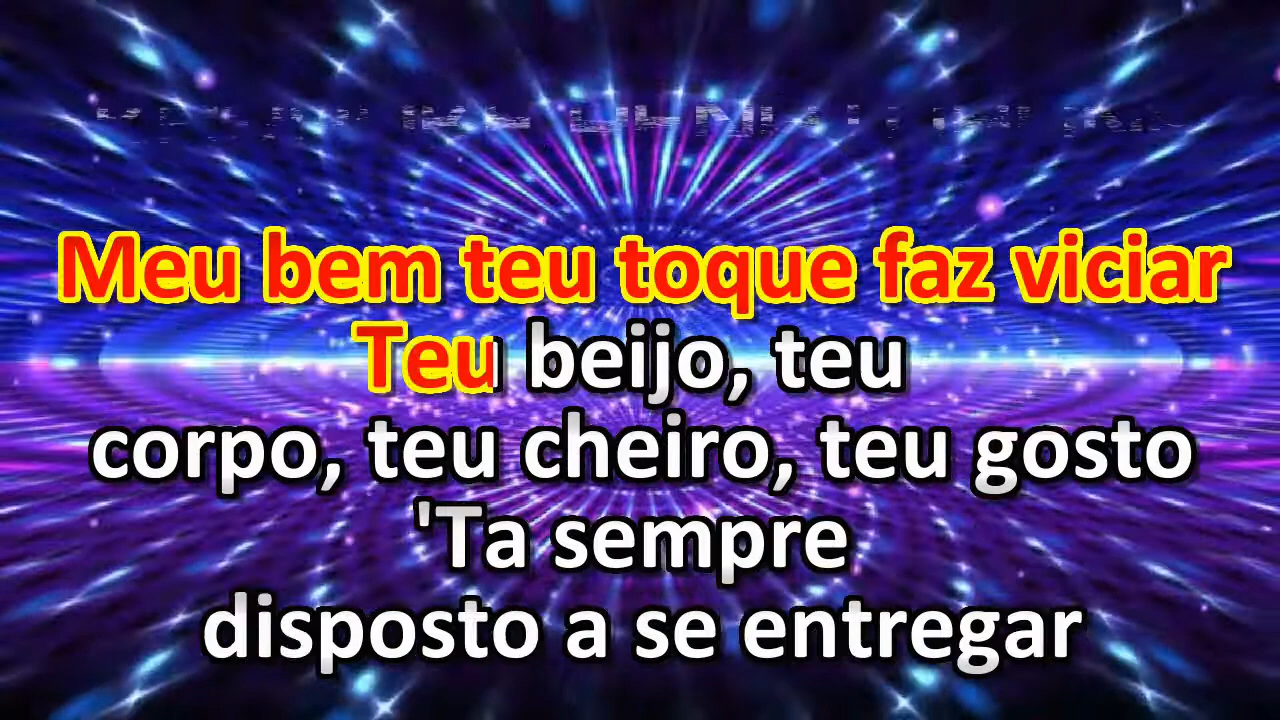 Meu bem teu toque faz viciar
Teu beijo, teu
corpo, teu cheiro, teu gosto
'Ta sempre
disposto a se entregar